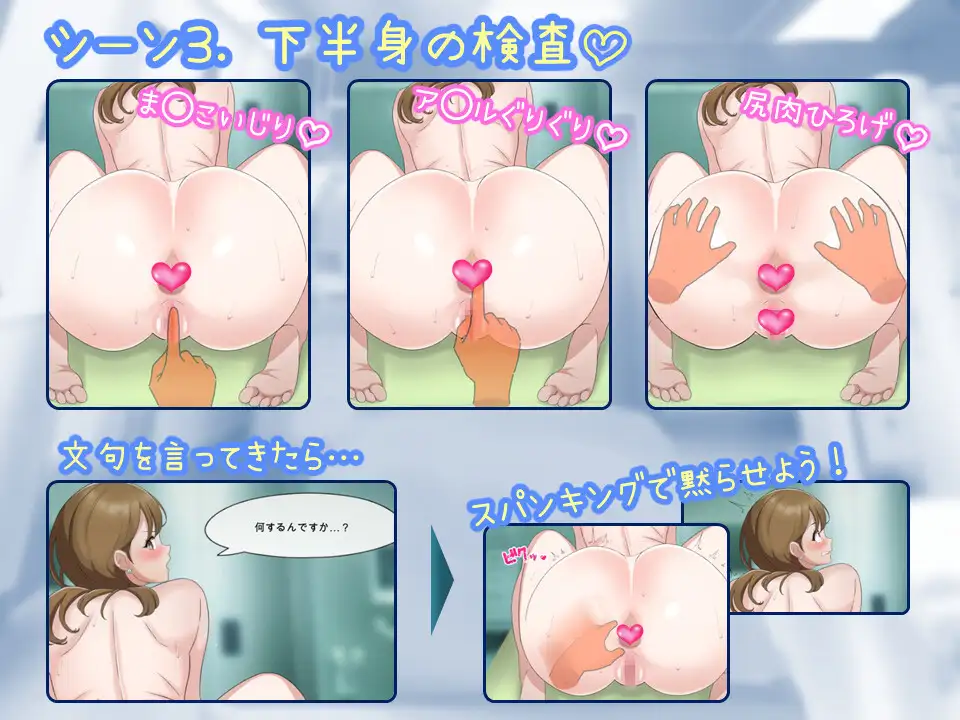 シーン3. 下半身の検査♡
ま〇こいじり♡
ア〇ルぐりぐり♡
尻肉ひろげ♡
文句を言ってきたら…
何するんですか…？
スパンキングで黙らせよう！
ビクッ♥